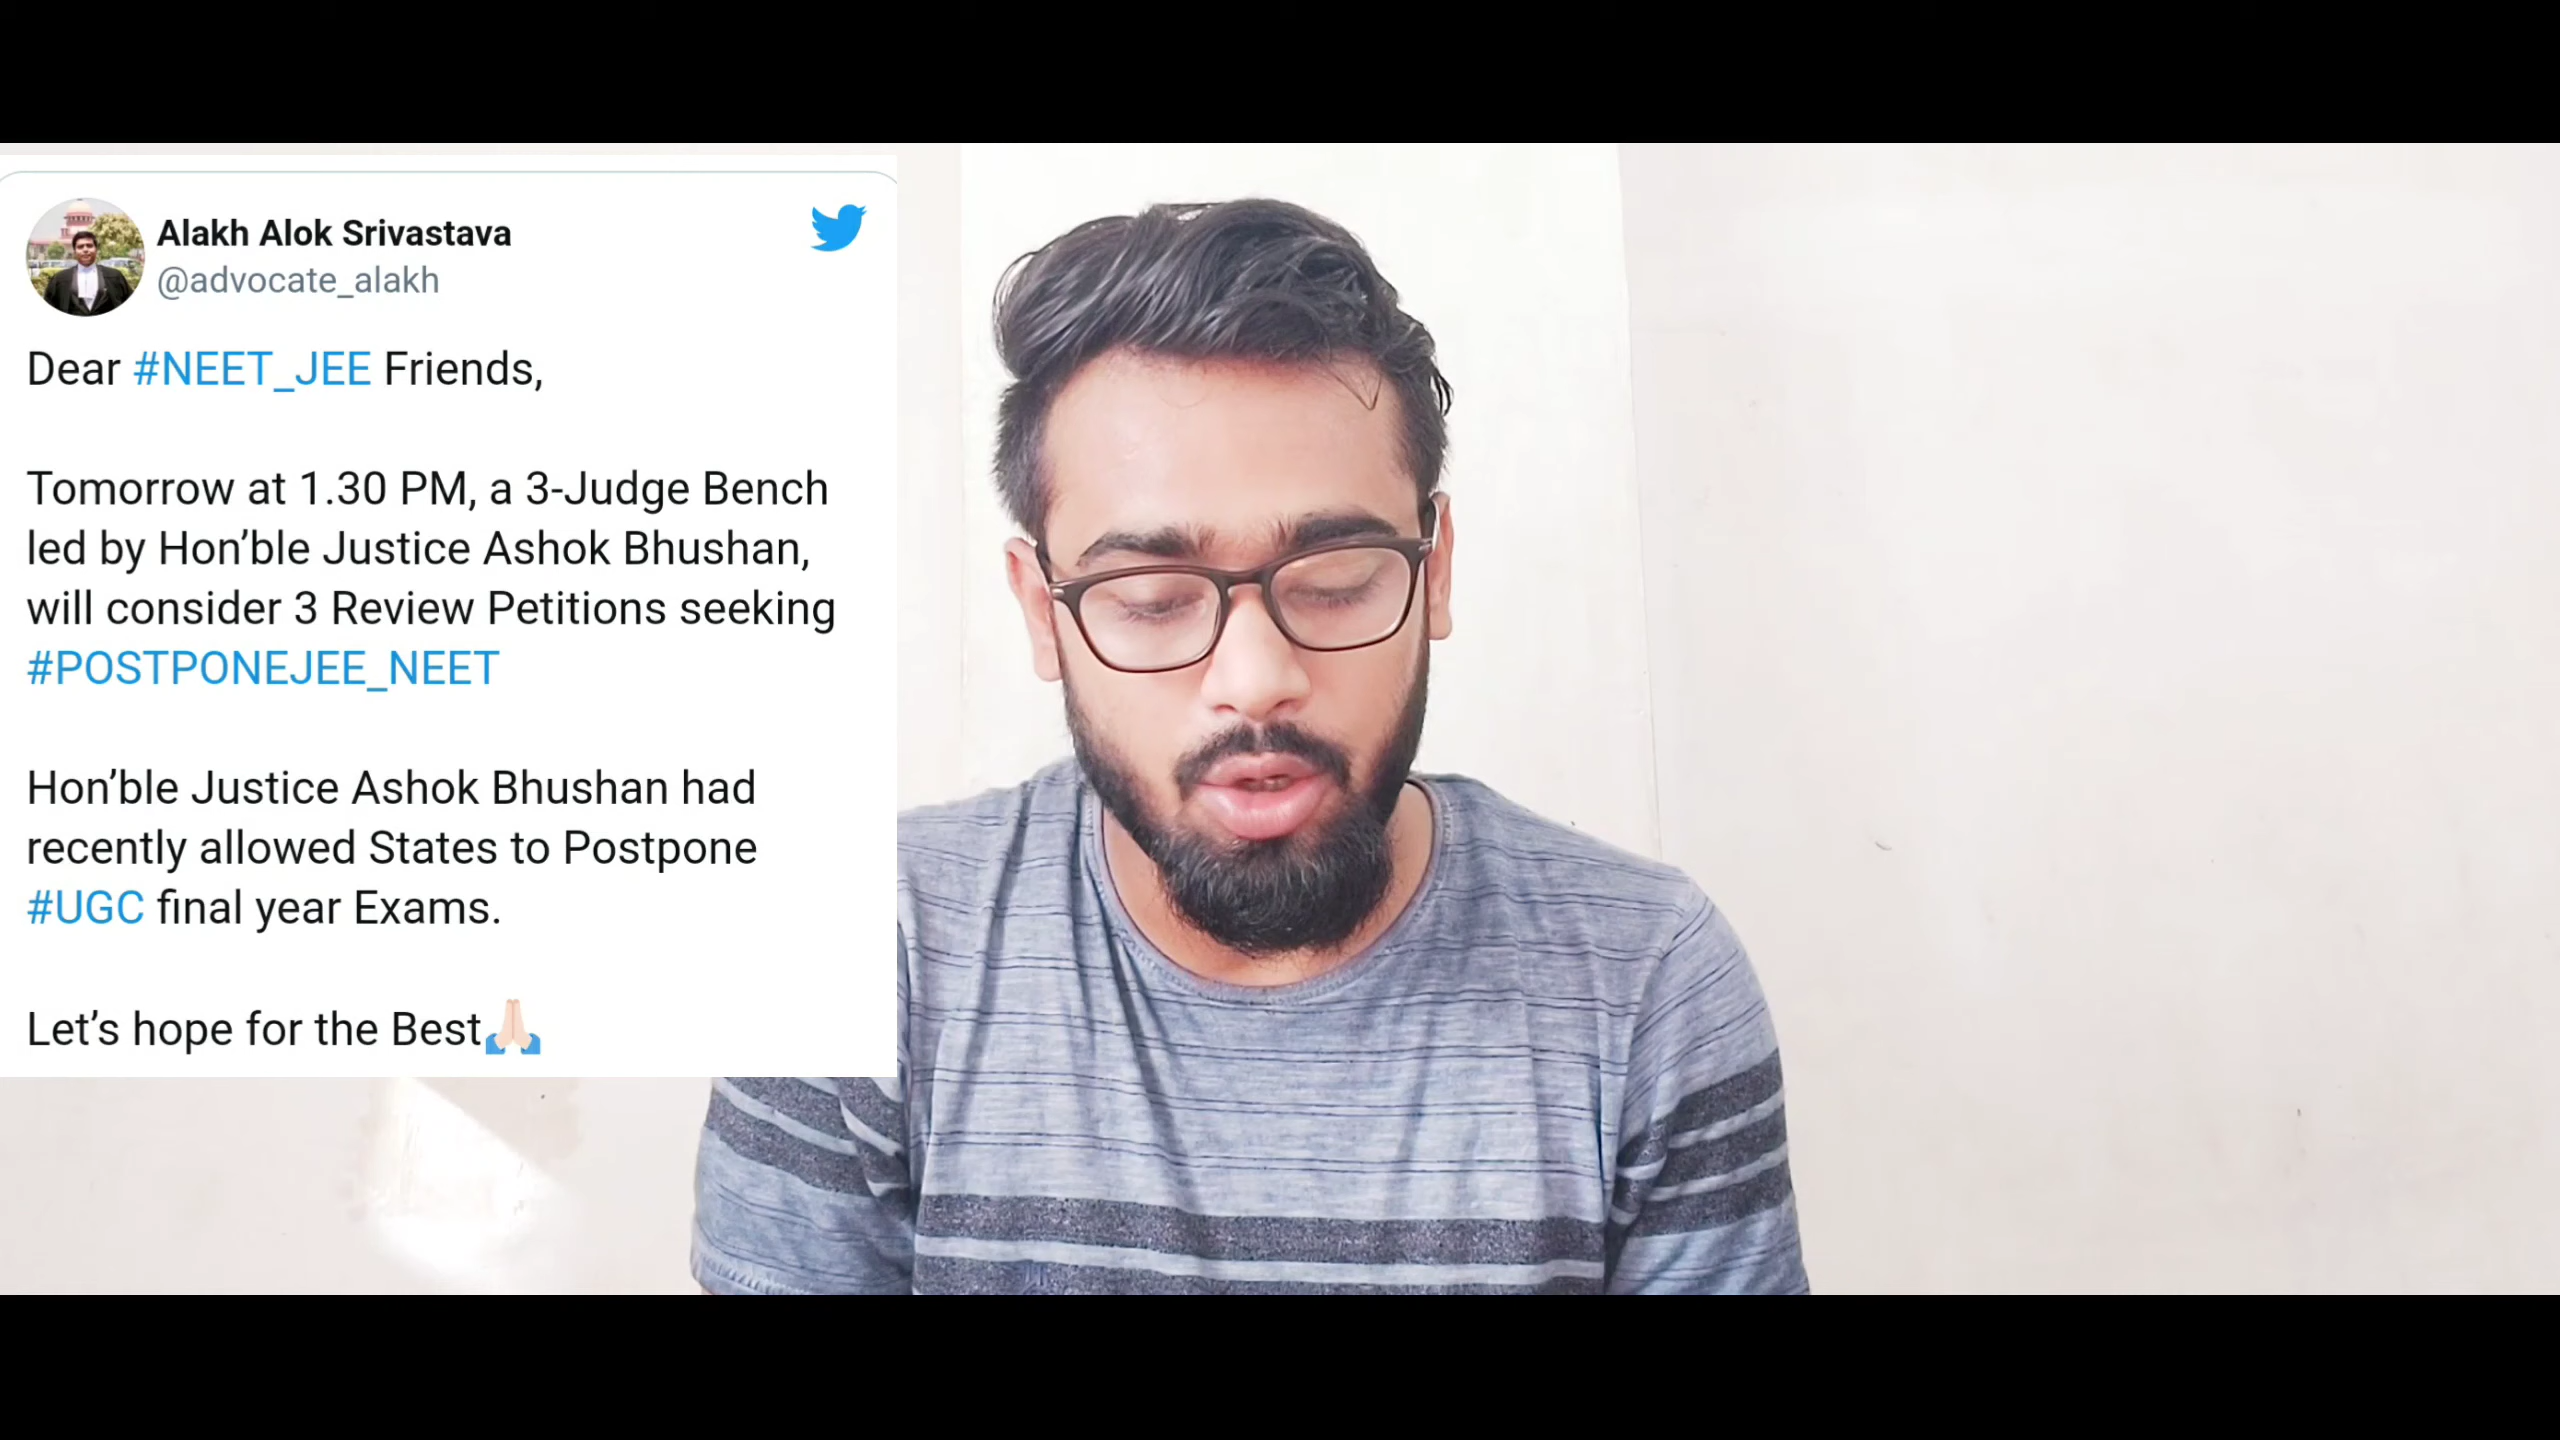 Alakh Alok Srivastava
@advocate_alakh
Dear #NEET_JEE Friends,
Tomorrow at 1.30 PM, a 3-Judge Bench
led by Hon’ble Justice Ashok Bhushan,
will consider 3 Review Petitions seeking
#POSTPONEJEE_NEET
Hon’ble Justice Ashok Bhushan had
recently allowed States to Postpone
#UGC final year Exams.
Let’s hope for the Best🙏🏻